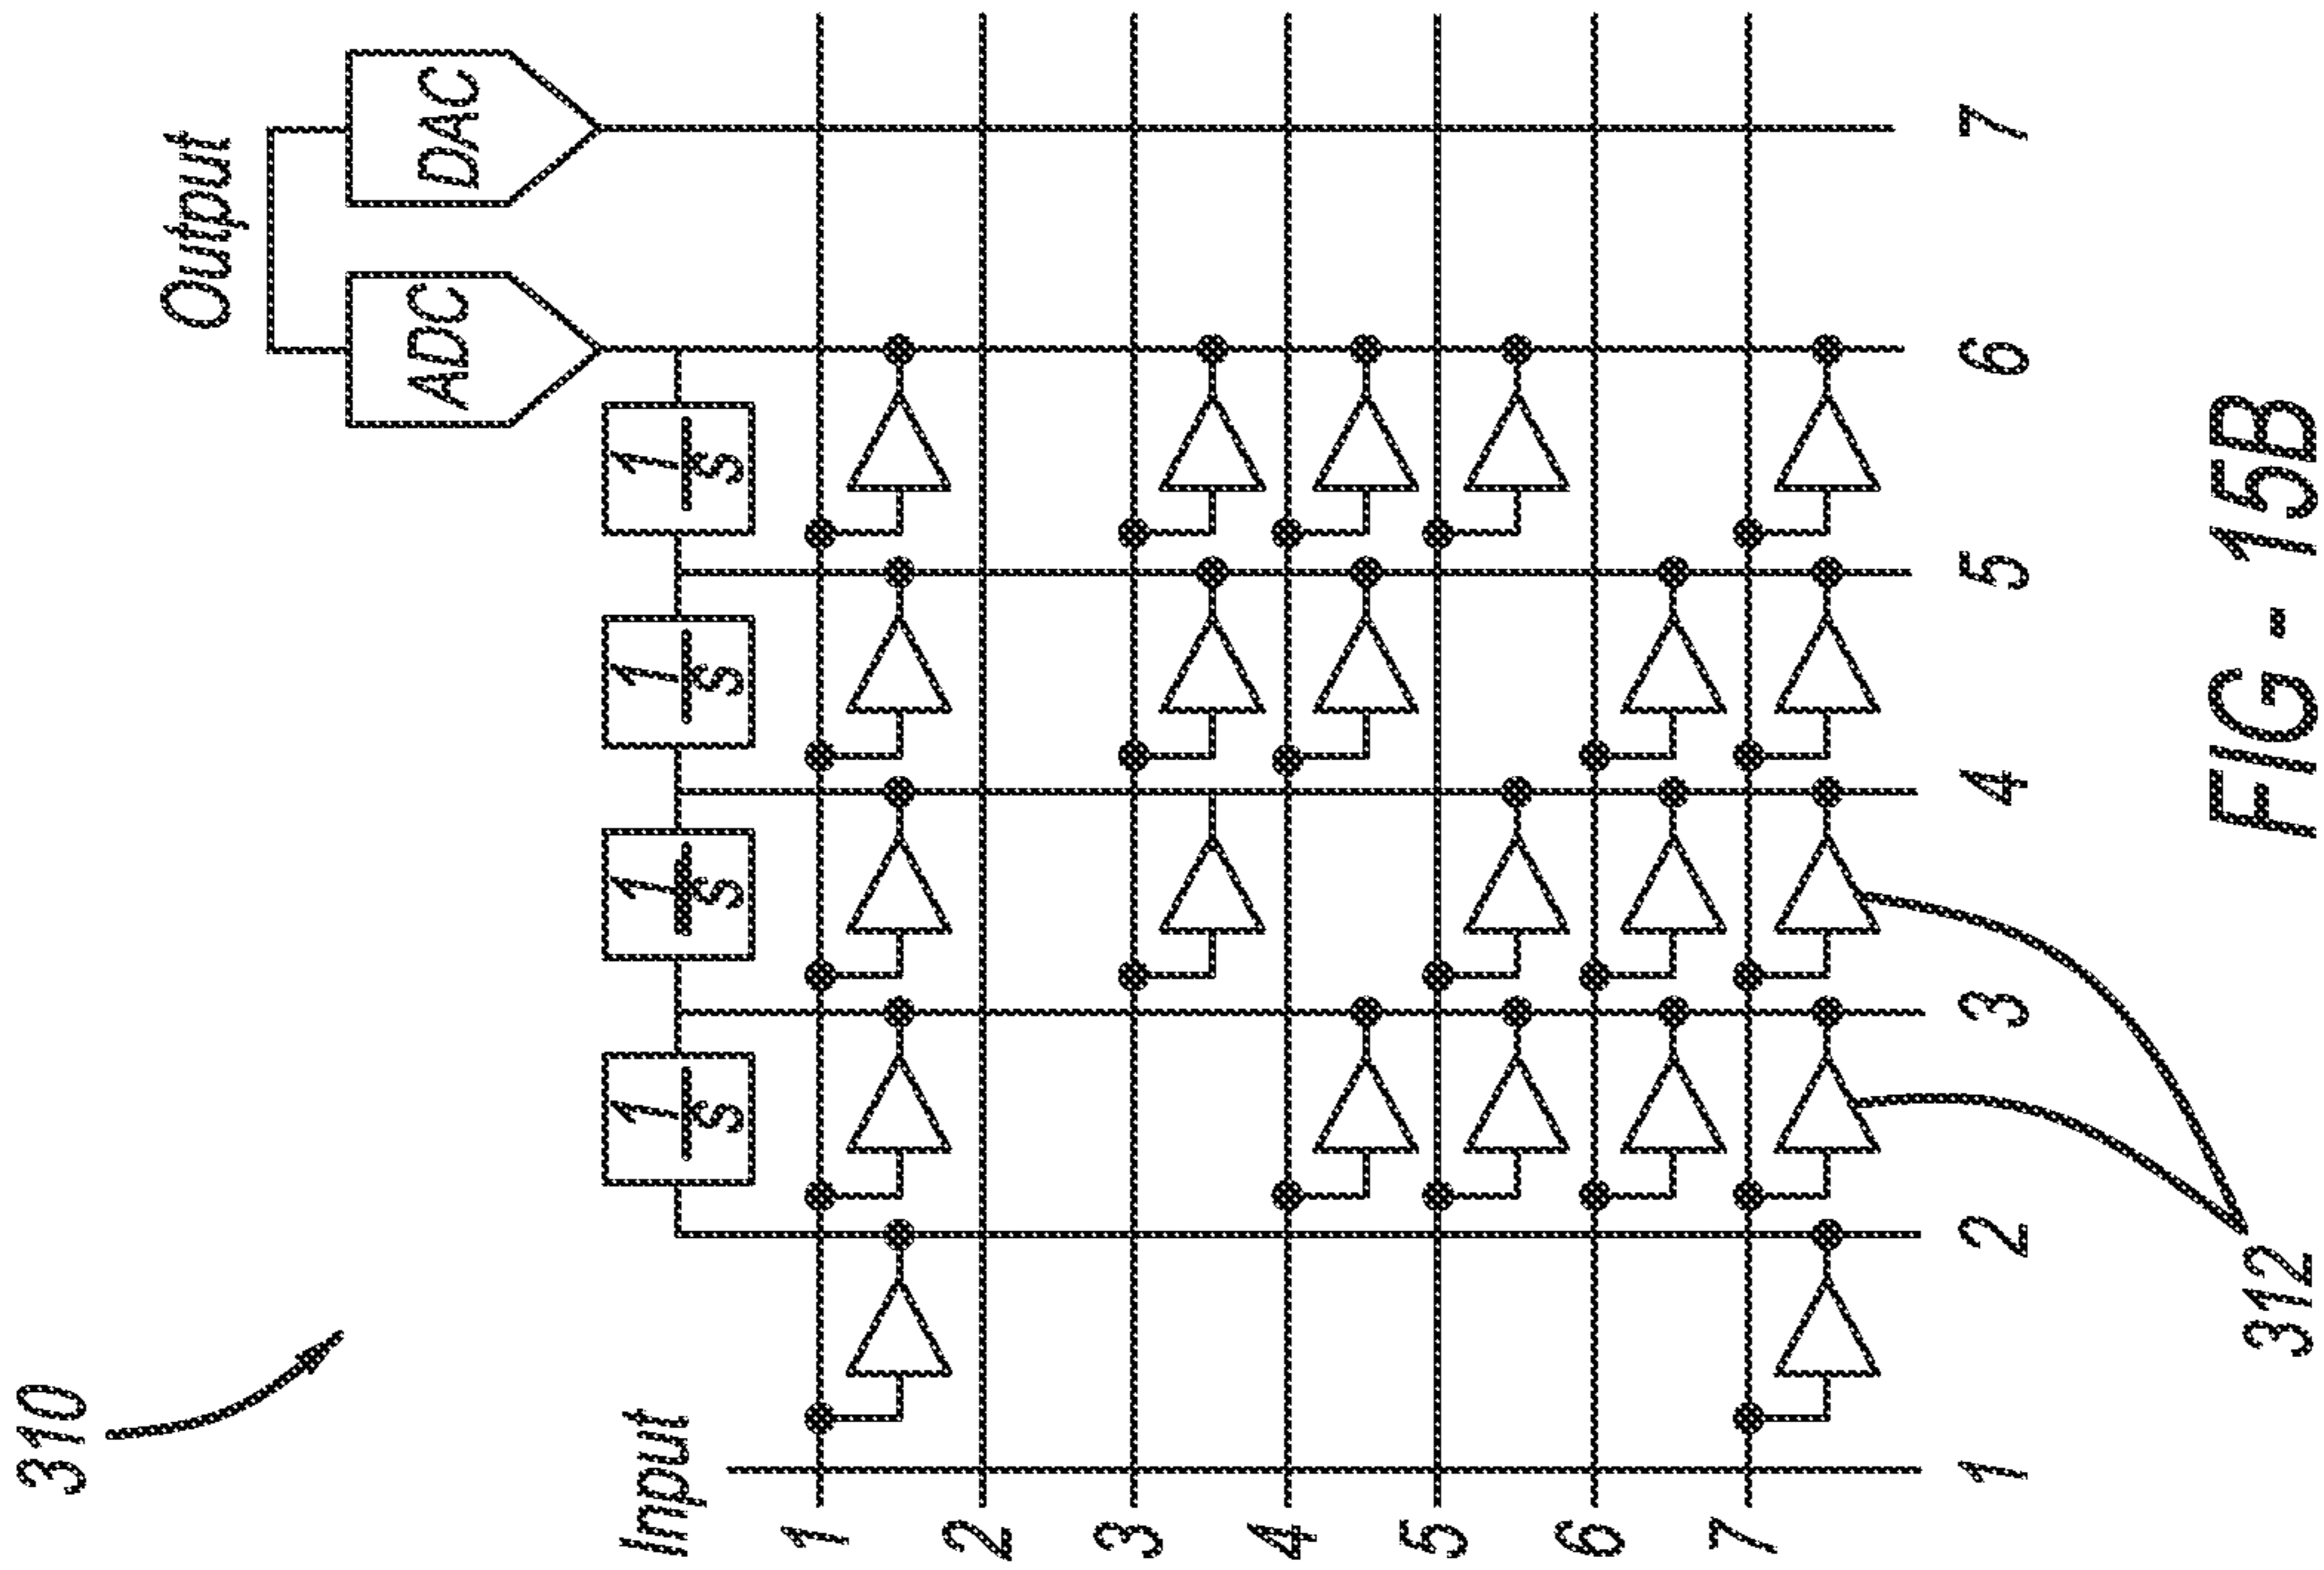 310
Output
ADC DAC
Input
1 1 1 1
s s s s
1
2
3
4
5
6
7
1 2 3 4 5 6 7
312
FIG - 15B